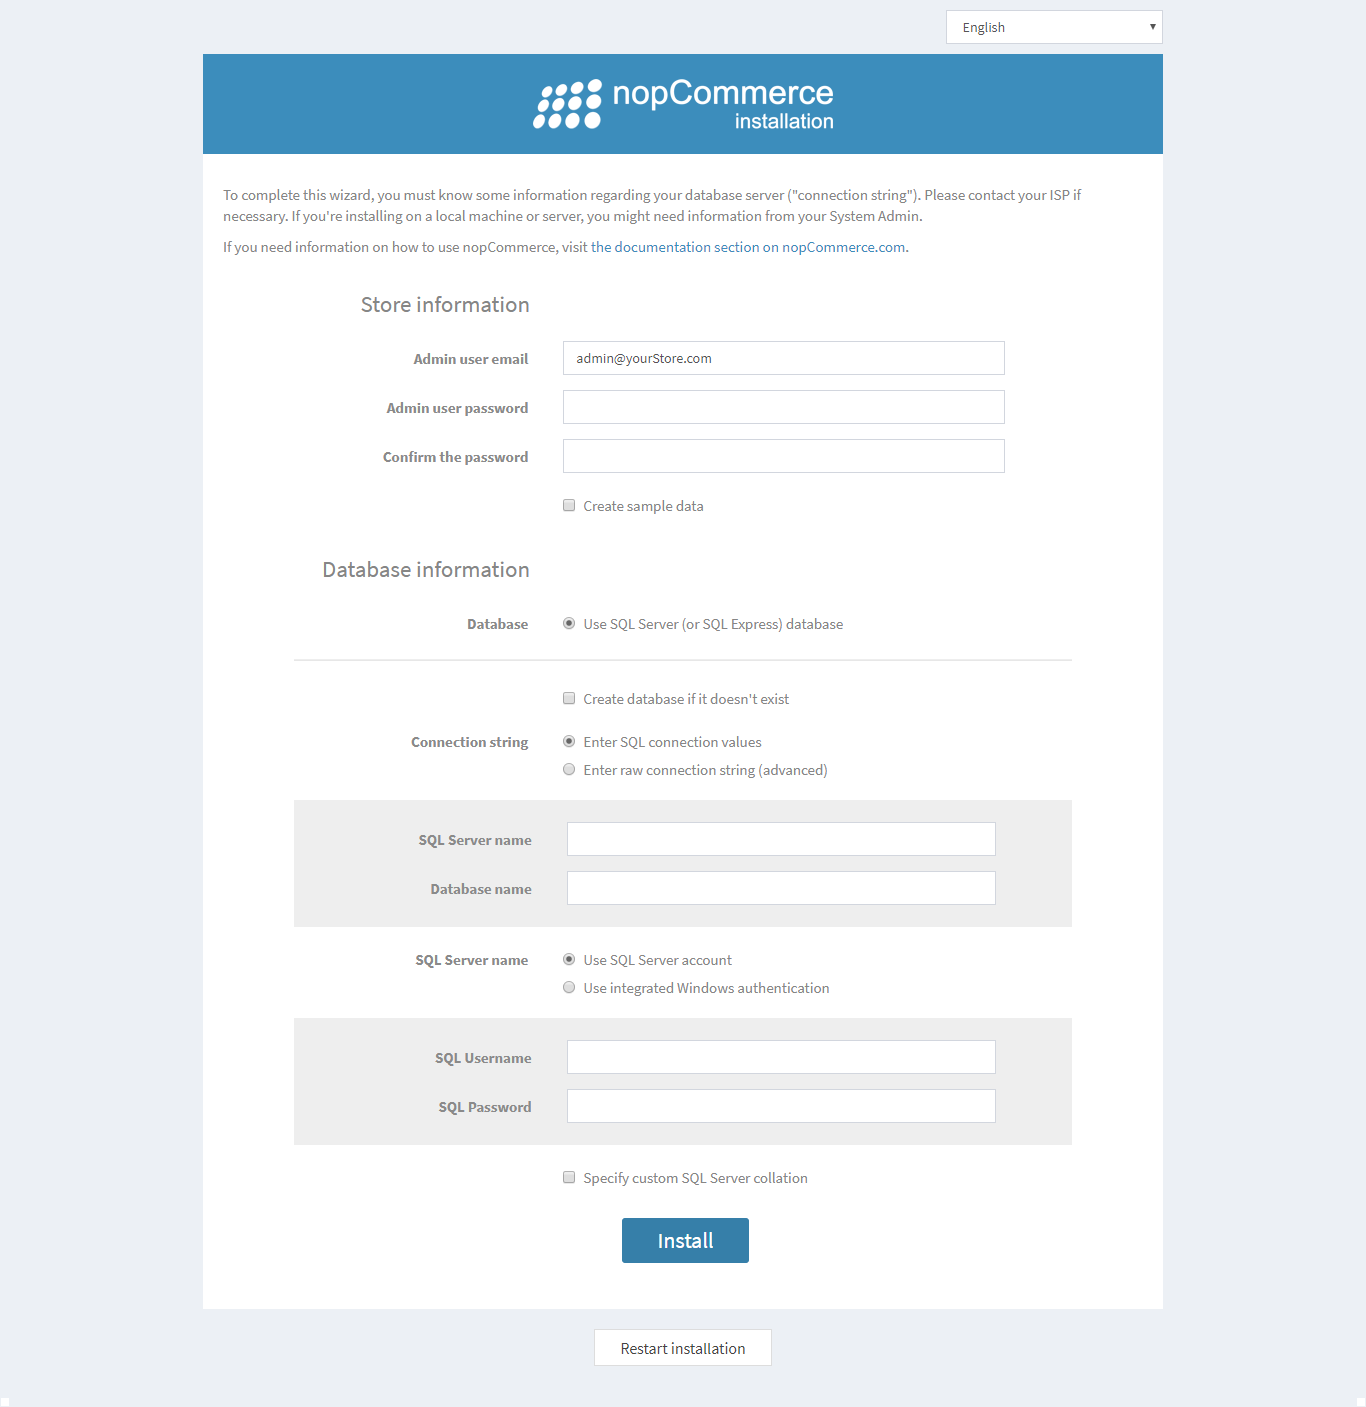 English
nopCommerce
installation
To complete this wizard, you must know some information regarding your database server ("connection string"). Please contact your ISP if
necessary. If you're installing on a local machine or server, you might need information from your System Admin.
If you need information on how to use nopCommerce, visit the documentation section on nopCommerce.com.
Store information
Admin user email admin@yourStore.com
Admin user password
Confirm the password
Create sample data
Database information
Database Use SQL Server (or SQL Express) database
Create database if it doesn't exist
Connection string Enter SQL connection values
Enter raw connection string (advanced)
SQL Server name
Database name
SQL Server name Use SQL Server account
Use integrated Windows authentication
SQL Username
SQL Password
Specify custom SQL Server collation
Install
Restart installation